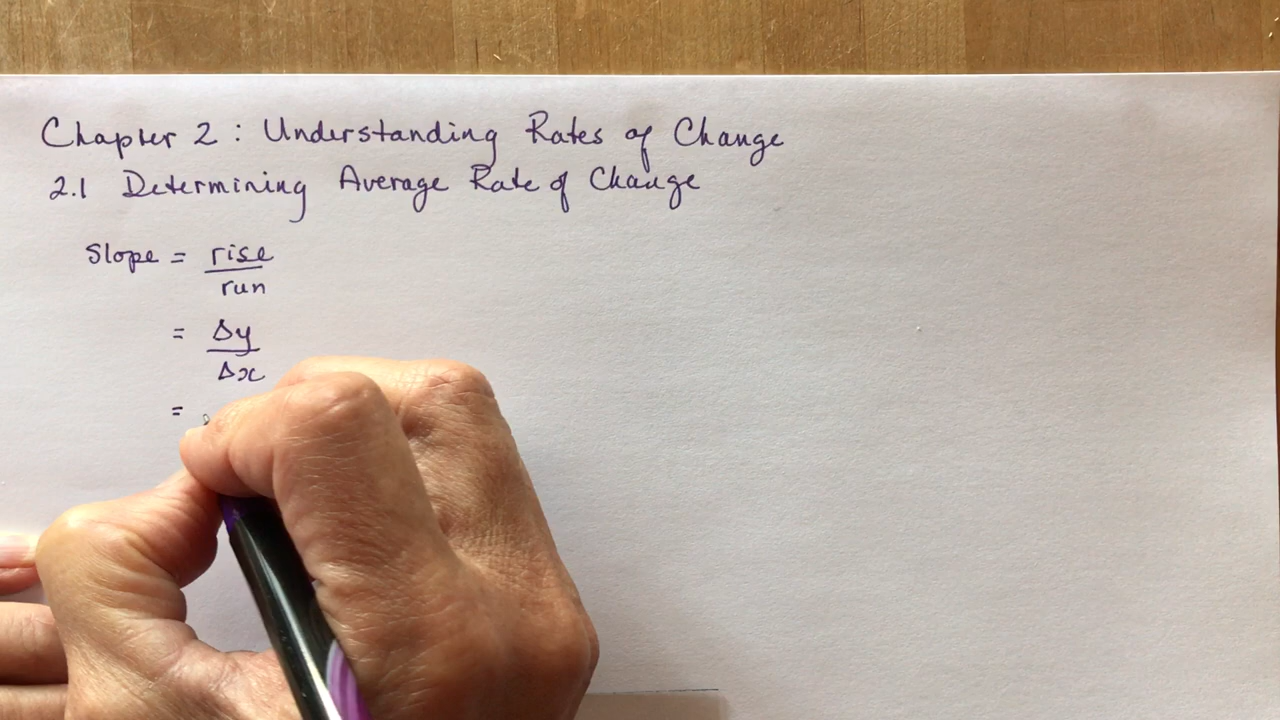 Chapter 2 : Understanding Rates of Change
2.1 Determining Average Rate of Change
Slope = rise
run
= Δy
Δx
=